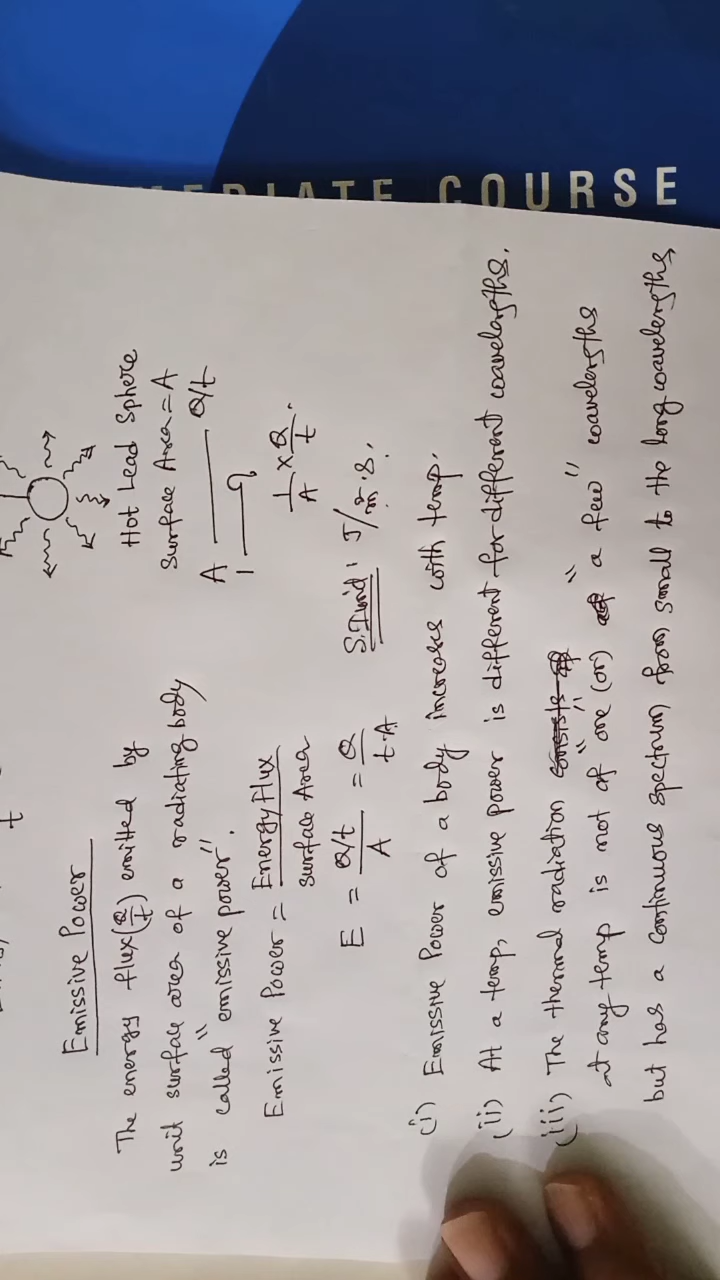 MEDIATE COURSE
t
Emissive Power
The energy flux (Q/t) emitted by
unit surface area of a radiating body
is called "emissive power".
Emissive Power = Energy flux / Surface Area
E = Q/t / A = Q / t·A
Hot Lead Sphere
Surface Area = A
A — Q/t
1 — ?
1/A × Q/t.
S.I unit: J/m².s.
(i) Emissive Power of a body increases with temp.
(ii) At a temp, emissive power is different for different wavelengths.
(iii) The thermal radiation
at any temp is not of "one" (or) "a few" wavelengths
but has a continuous spectrum from small to the long wavelengths